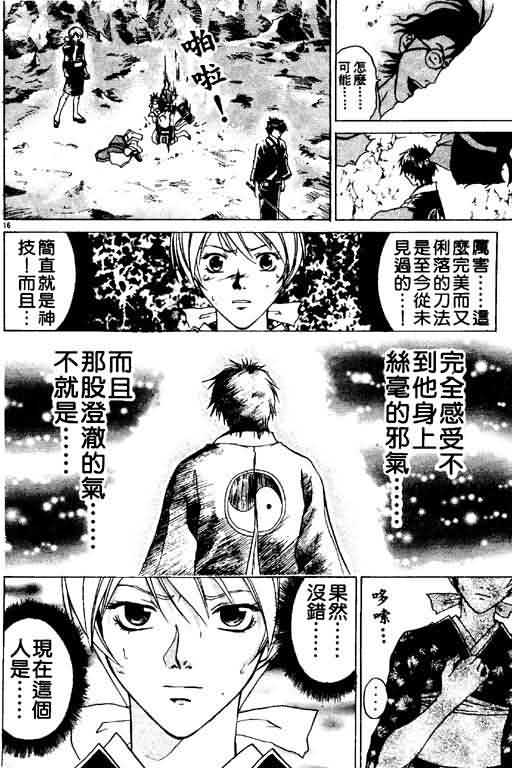 怎麼……
可能……
啪
啦
！
16
厲害……這
麼完美而又
俐落的刀法
是至今從未
見過的…！
簡直就是神
技！而且…
完全感受不
到他身上
絲毫的邪氣……
而且
那股澄澈的氣……
不就是……
哆
嗦…
……
果然……
沒錯……
現在這個
人是……